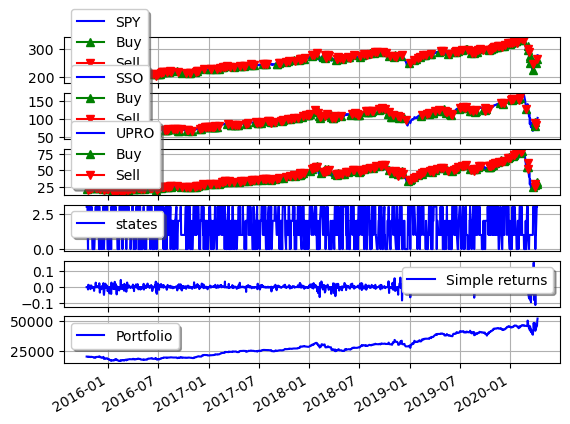 SPY
Buy
Sell
300
200
SSO
Buy
Sell
150
100
50
UPRO
Buy
Sell
75
50
25
states
2.5
0.0
Simple returns
0.1
0.0
−0.1
Portfolio
50000
25000
2016-01 2016-07 2017-01 2017-07 2018-01 2018-07 2019-01 2019-07 2020-01